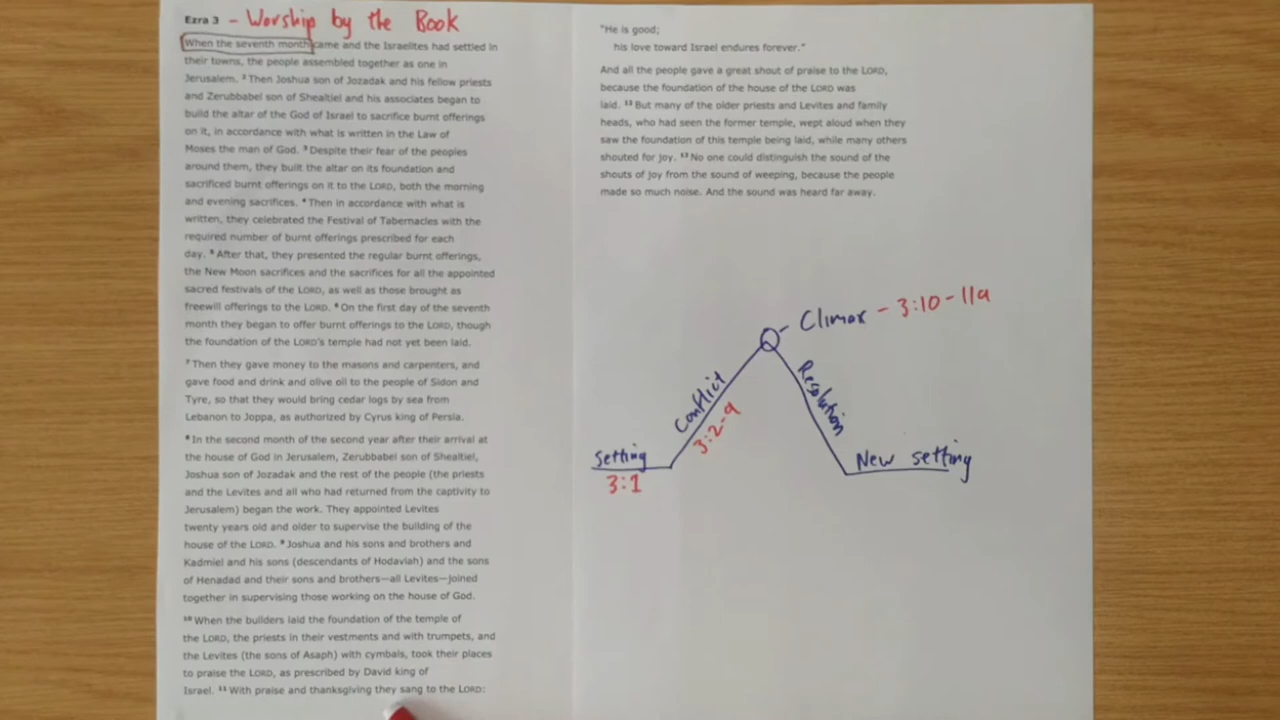 Ezra 3 - Worship by the Book
When the seventh month came and the Israelites had settled in
their towns, the people assembled together as one in
Jerusalem. 2 Then Joshua son of Jozadak and his fellow priests
and Zerubbabel son of Shealtiel and his associates began to
build the altar of the God of Israel to sacrifice burnt offerings
on it, in accordance with what is written in the Law of
Moses the man of God. 3 Despite their fear of the peoples
around them, they built the altar on its foundation and
sacrificed burnt offerings on it to the LORD, both the morning
and evening sacrifices. 4 Then in accordance with what is
written, they celebrated the Festival of Tabernacles with the
required number of burnt offerings prescribed for each
day. 5 After that, they presented the regular burnt offerings,
the New Moon sacrifices and the sacrifices for all the appointed
sacred festivals of the LORD, as well as those brought as
freewill offerings to the LORD. 6 On the first day of the seventh
month they began to offer burnt offerings to the LORD, though
the foundation of the LORD's temple had not yet been laid.
7 Then they gave money to the masons and carpenters, and
gave food and drink and olive oil to the people of Sidon and
Tyre, so that they would bring cedar logs by sea from
Lebanon to Joppa, as authorized by Cyrus king of Persia.
8 In the second month of the second year after their arrival at
the house of God in Jerusalem, Zerubbabel son of Shealtiel,
Joshua son of Jozadak and the rest of the people (the priests
and the Levites and all who had returned from the captivity to
Jerusalem) began the work. They appointed Levites
twenty years old and older to supervise the building of the
house of the LORD. 9 Joshua and his sons and brothers and
Kadmiel and his sons (descendants of Hodaviah) and the sons
of Henadad and their sons and brothers—all Levites—joined
together in supervising those working on the house of God.
10 When the builders laid the foundation of the temple of
the LORD, the priests in their vestments and with trumpets, and
the Levites (the sons of Asaph) with cymbals, took their places
to praise the LORD, as prescribed by David king of
Israel. 11 With praise and thanksgiving they sang to the LORD:
"He is good;
his love toward Israel endures forever."
And all the people gave a great shout of praise to the LORD,
because the foundation of the house of the LORD was
laid. 12 But many of the older priests and Levites and family
heads, who had seen the former temple, wept aloud when they
saw the foundation of this temple being laid, while many others
shouted for joy. 13 No one could distinguish the sound of the
shouts of joy from the sound of weeping, because the people
made so much noise. And the sound was heard far away.
Climax - 3:10-11a
Conflict
3:2-9
Resolution
Setting
3:1
New setting